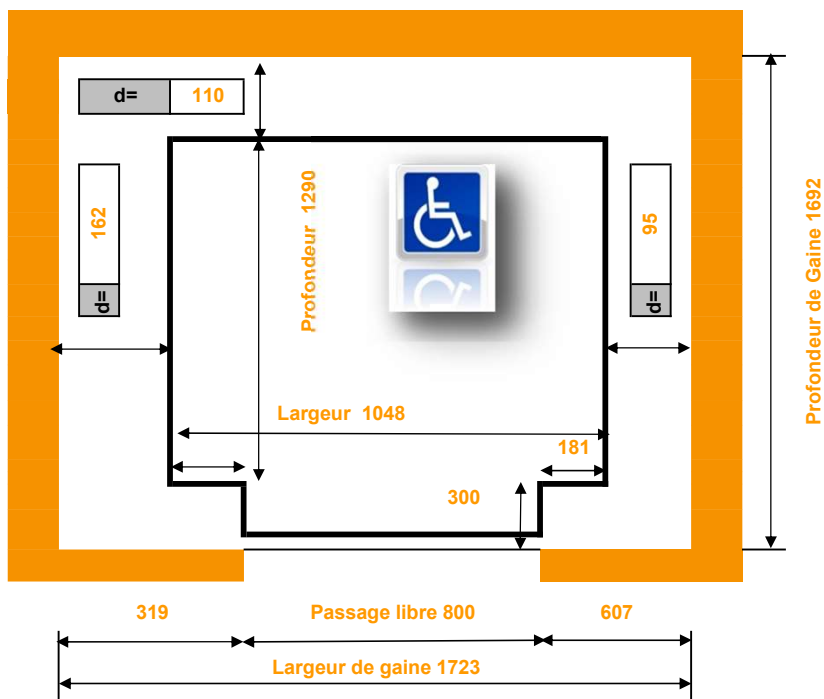 d= 110
162
d=
Profondeur 1290
95
d=
Profondeur de Gaine 1692
Largeur 1048
181
300
319
Passage libre 800
607
Largeur de gaine 1723